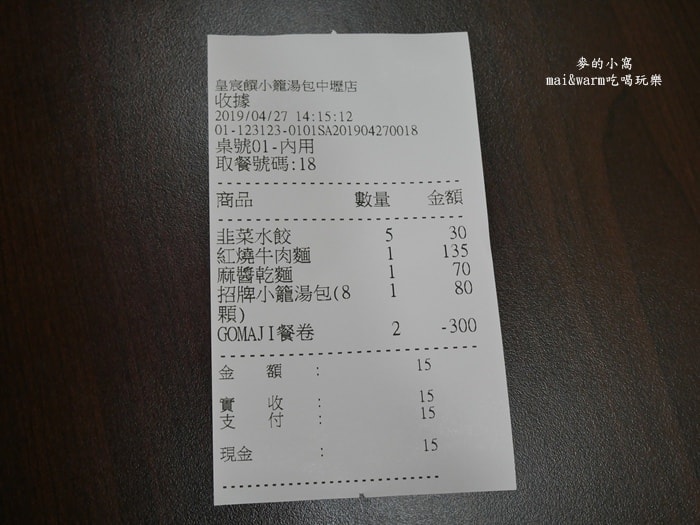 麥的小窩
mai&warm吃喝玩樂
皇宸饌小籠湯包中壢店
收據
2019/04/27 14:15:12
01-123123-0101SA201904270018
桌號01-內用
取餐號碼:18
商品 數量 金額
韭菜水餃 5 30
紅燒牛肉麵 1 135
麻醬乾麵 1 70
招牌小籠湯包(8 1 80
顆)
GOMAJI餐卷 2 -300
金 額 : 15
實 收 : 15
支 付 : 15
現金 : 15